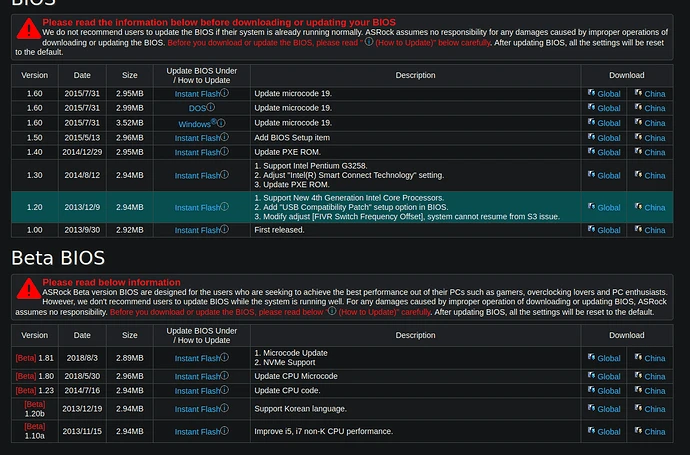 BIOS
Please read the information below before downloading or updating your BIOS
We do not recommend users to update the BIOS if their system is already running normally. ASRock assumes no responsibility for any damages caused by improper operations of
downloading or updating the BIOS. Before you download or update the BIOS, please read " ⓘ (How to Update)" below carefully. After updating BIOS, all the settings will be reset
to the default.
Version Date Size Update BIOS Under / How to Update Description Download
1.60 2015/7/31 2.95MB Instant Flashⓘ Update microcode 19. Global China
1.60 2015/7/31 2.99MB DOSⓘ Update microcode 19. Global China
1.60 2015/7/31 3.52MB Windows®ⓘ Update microcode 19. Global China
1.50 2015/5/13 2.96MB Instant Flashⓘ Add BIOS Setup item Global China
1.40 2014/12/29 2.95MB Instant Flashⓘ Update PXE ROM. Global China
1.30 2014/8/12 2.94MB Instant Flashⓘ 1. Support Intel Pentium G3258.
2. Adjust "Intel(R) Smart Connect Technology" setting.
3. Update PXE ROM. Global China
1.20 2013/12/9 2.94MB Instant Flashⓘ 1. Support New 4th Generation Intel Core Processors.
2. Add "USB Compatibility Patch" setup option in BIOS.
3. Modify adjust [FIVR Switch Frequency Offset], system cannot resume from S3 issue. Global China
1.00 2013/9/30 2.92MB Instant Flashⓘ First released. Global China
Beta BIOS
Please read below information
ASRock Beta version BIOS are designed for the users who are seeking to achieve the best performance out of their PCs such as gamers, overclocking lovers and PC enthusiasts.
However, we don't recommend users to update BIOS while the system is running well. For any damages caused by improper operation of downloading or updating BIOS, ASRock
assumes no responsibility. Before you download or update the BIOS, please read below "ⓘ (How to Update)" carefully. After updating BIOS, all the settings will be reset to the default.
Version Date Size Update BIOS Under / How to Update Description Download
[Beta] 1.81 2018/8/3 2.89MB Instant Flashⓘ 1. Microcode Update
2. NVMe Support Global China
[Beta] 1.80 2018/5/30 2.96MB Instant Flashⓘ Update CPU Microcode Global China
[Beta] 1.23 2014/7/16 2.94MB Instant Flashⓘ Update CPU code. Global China
[Beta] 1.20b 2013/12/19 2.94MB Instant Flashⓘ Support Korean language. Global China
[Beta] 1.10a 2013/11/15 2.94MB Instant Flashⓘ Improve i5, i7 non-K CPU performance. Global China